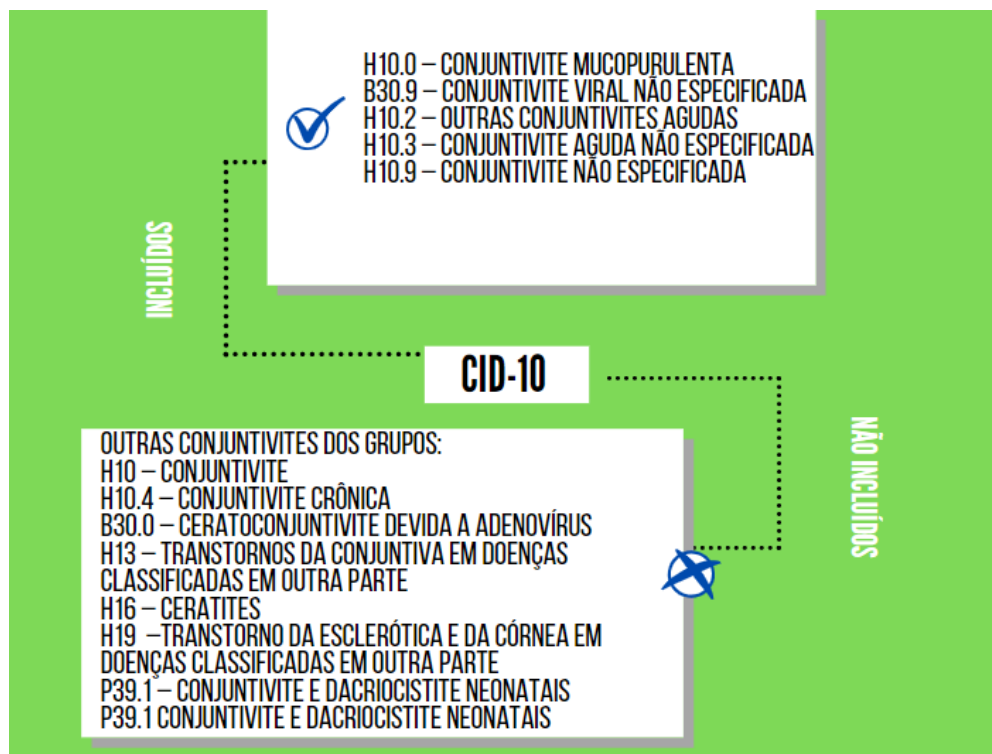 H10.0 – CONJUNTIVITE MUCOPURULENTA
B30.9 – CONJUNTIVITE VIRAL NÃO ESPECIFICADA
H10.2 – OUTRAS CONJUNTIVITES AGUDAS
H10.3 – CONJUNTIVITE AGUDA NÃO ESPECIFICADA
H10.9 – CONJUNTIVITE NÃO ESPECIFICADA
INCLUÍDOS
CID-10
NÃO INCLUÍDOS
OUTRAS CONJUNTIVITES DOS GRUPOS:
H10 – CONJUNTIVITE
H10.4 – CONJUNTIVITE CRÔNICA
B30.0 – CERATOCONJUNTIVITE DEVIDA A ADENOVÍRUS
H13 – TRANSTORNOS DA CONJUNTIVA EM DOENÇAS
CLASSIFICADAS EM OUTRA PARTE
H16 – CERATITES
H19 –TRANSTORNO DA ESCLERÓTICA E DA CÓRNEA EM
DOENÇAS CLASSIFICADAS EM OUTRA PARTE
P39.1 – CONJUNTIVITE E DACRIOCISTITE NEONATAIS
P39.1 CONJUNTIVITE E DACRIOCISTITE NEONATAIS